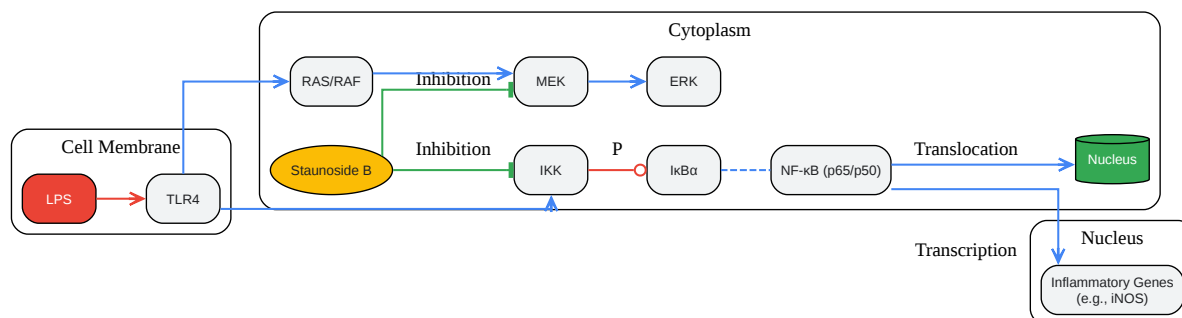 Cytoplasm
RAS/RAF
Inhibition
MEK
ERK
Cell Membrane
LPS
TLR4
Staunoside B
Inhibition
IKK
P
IκBα
NF-κB (p65/p50)
Translocation
Nucleus
Transcription
Nucleus
Inflammatory Genes
(e.g., iNOS)